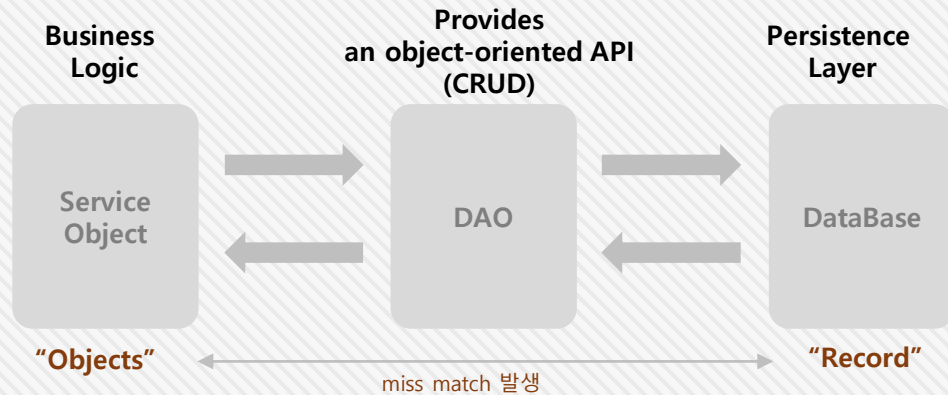 Business
Logic
Provides
an object-oriented API
(CRUD)
Persistence
Layer
Service
Object
DAO
DataBase
“Objects”
“Record”
miss match 발생